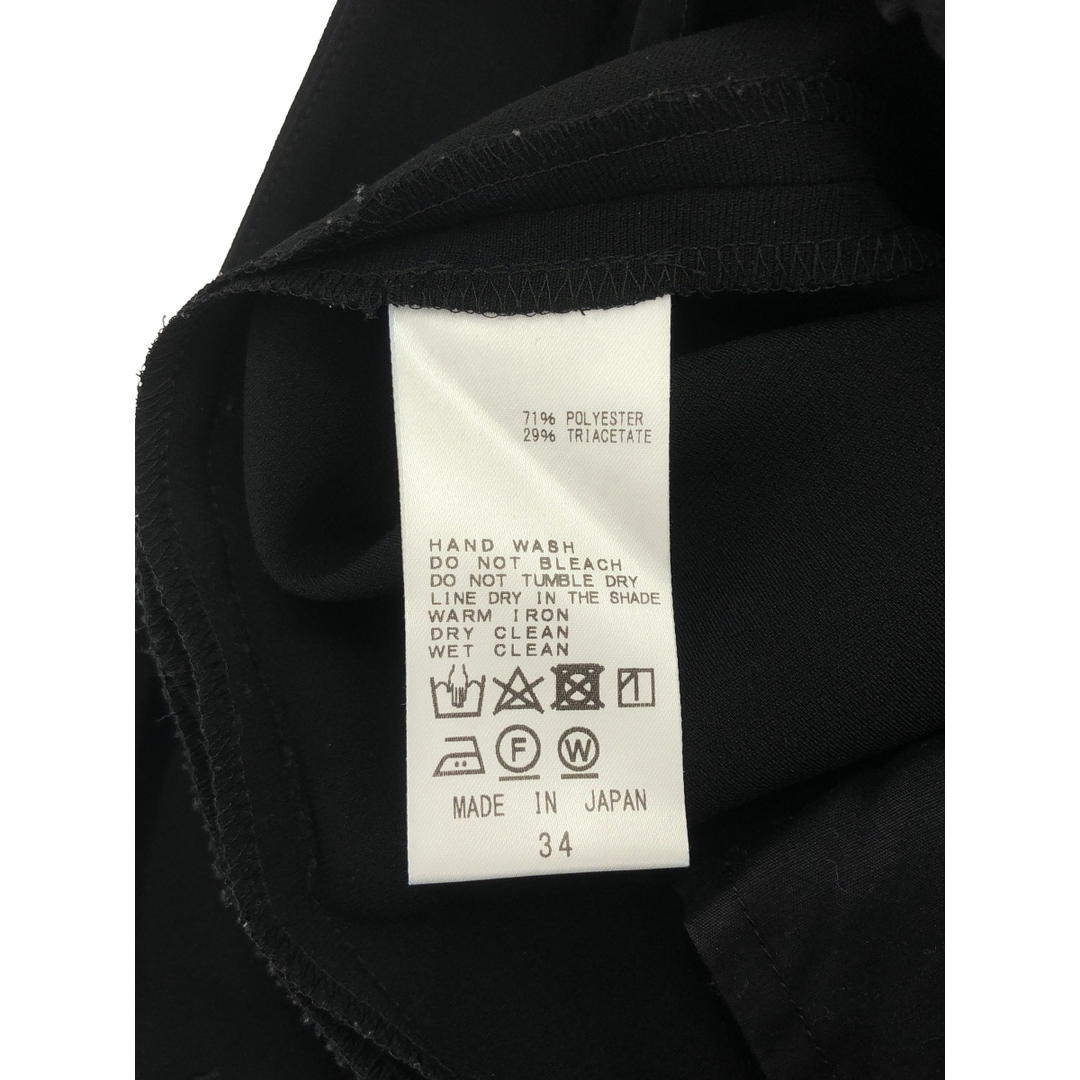 71% POLYESTER
29% TRIACETATE
HAND WASH
DO NOT BLEACH
DO NOT TUMBLE DRY
LINE DRY IN THE SHADE
WARM IRON
DRY CLEAN
WET CLEAN
F W
MADE IN JAPAN
34